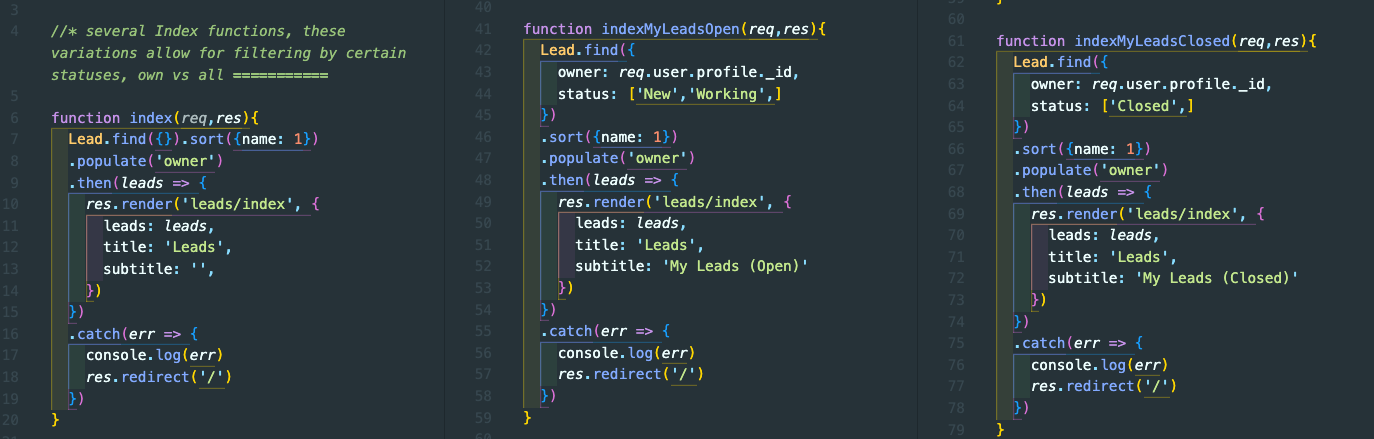 3
4 //* several Index functions, these
variations allow for filtering by certain
statuses, own vs all ===========
5
6 function index(req,res){
7 Lead.find({}).sort({name: 1})
8 .populate('owner')
9 .then(leads => {
10 res.render('leads/index', {
11 leads: leads,
12 title: 'Leads',
13 subtitle: '',
14 })
15 })
16 .catch(err => {
17 console.log(err)
18 res.redirect('/')
19 })
20 }
40
41 function indexMyLeadsOpen(req,res){
42 Lead.find({
43 owner: req.user.profile._id,
44 status: ['New','Working',]
45 })
46 .sort({name: 1})
47 .populate('owner')
48 .then(leads => {
49 res.render('leads/index', {
50 leads: leads,
51 title: 'Leads',
52 subtitle: 'My Leads (Open)'
53 })
54 })
55 .catch(err => {
56 console.log(err)
57 res.redirect('/')
58 })
59 }
60
61 function indexMyLeadsClosed(req,res){
62 Lead.find({
63 owner: req.user.profile._id,
64 status: ['Closed',]
65 })
66 .sort({name: 1})
67 .populate('owner')
68 .then(leads => {
69 res.render('leads/index', {
70 leads: leads,
71 title: 'Leads',
72 subtitle: 'My Leads (Closed)'
73 })
74 })
75 .catch(err => {
76 console.log(err)
77 res.redirect('/')
78 })
79 }